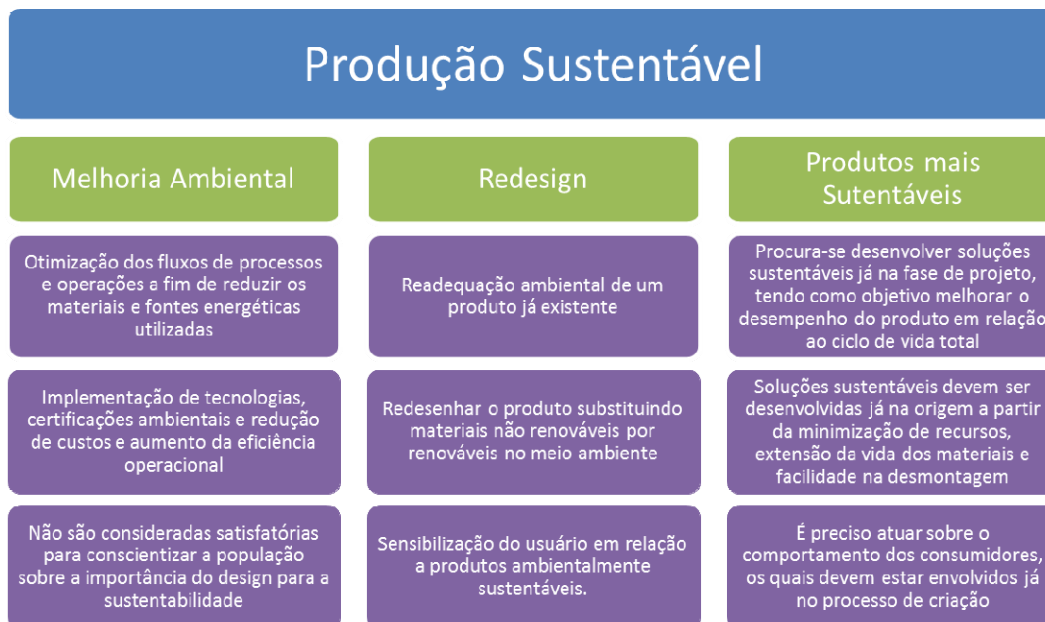 Produção Sustentável
Melhoria Ambiental
Otimização dos fluxos de processos
e operações a fim de reduzir os
materiais e fontes energéticas
utilizadas
Implementação de tecnologias,
certificações ambientais e redução
de custos e aumento da eficiência
operacional
Não são consideradas satisfatórias
para conscientizar a população
sobre a importância do design para a
sustentabilidade
Redesign
Readequação ambiental de um
produto já existente
Redesenhar o produto substituindo
materiais não renováveis por
renováveis no meio ambiente
Sensibilização do usuário em relação
a produtos ambientalmente
sustentáveis.
Produtos mais
Sutentáveis
Procura-se desenvolver soluções
sustentáveis já na fase de projeto,
tendo como objetivo melhorar o
desempenho do produto em relação
ao ciclo de vida total
Soluções sustentáveis devem ser
desenvolvidas já na origem a partir
da minimização de recursos,
extensão da vida dos materiais e
facilidade na desmontagem
É preciso atuar sobre o
comportamento dos consumidores,
os quais devem estar envolvidos já
no processo de criação